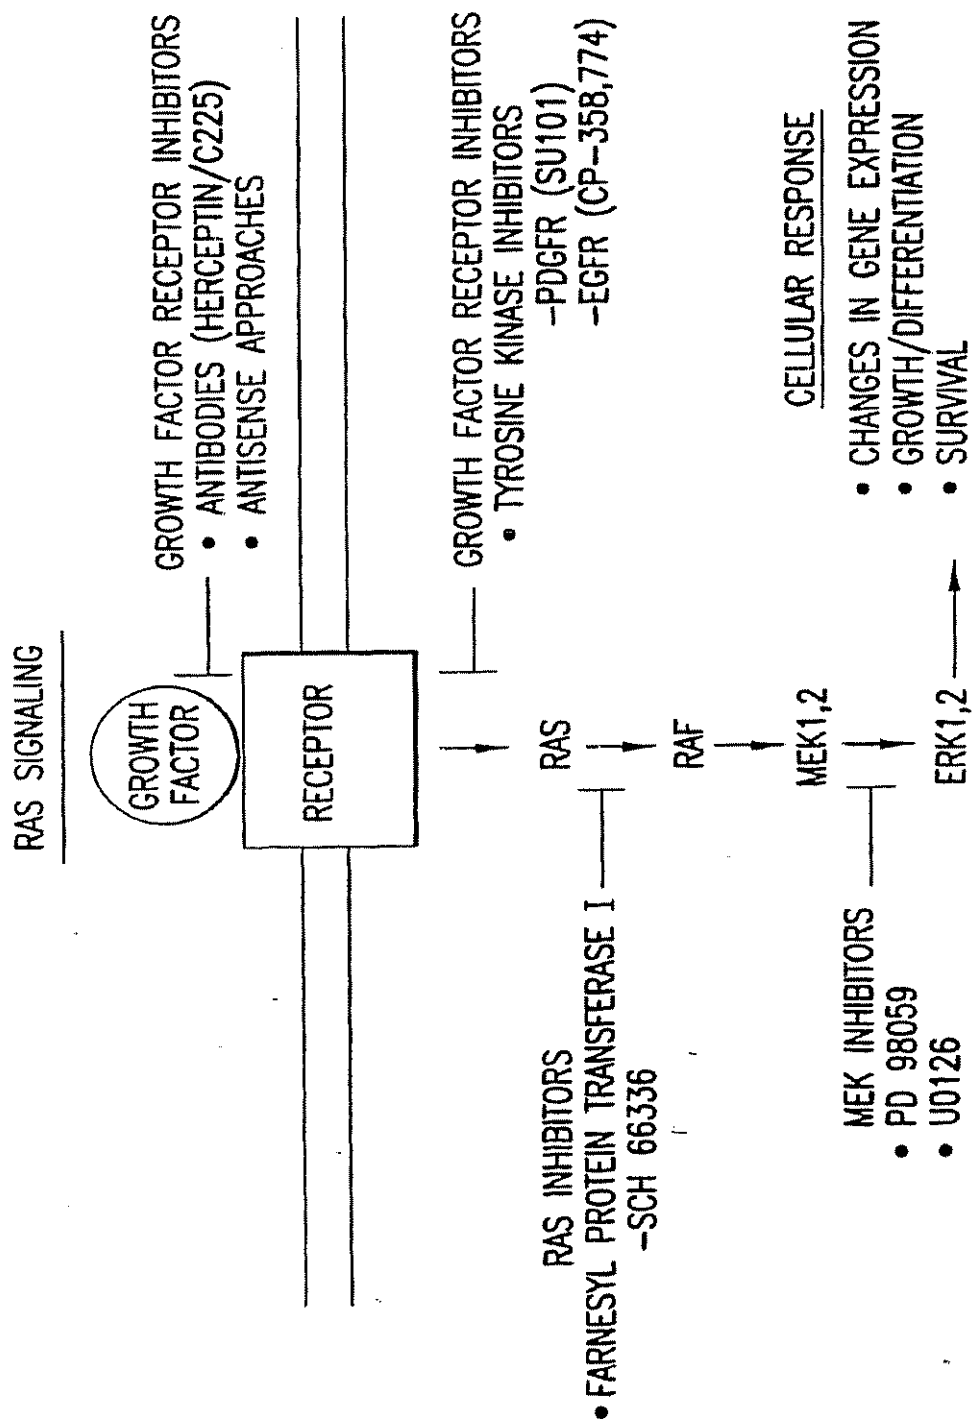 RAS SIGNALING
GROWTH
FACTOR
GROWTH FACTOR RECEPTOR INHIBITORS
• ANTIBODIES (HERCEPTIN/C225)
• ANTISENSE APPROACHES
RECEPTOR
GROWTH FACTOR RECEPTOR INHIBITORS
• TYROSINE KINASE INHIBITORS
-PDGFR (SU101)
-EGFR (CP-358,774)
RAS
RAS INHIBITORS
• FARNESYL PROTEIN TRANSFERASE I
-SCH 66336
RAF
MEK1,2
MEK INHIBITORS
• PD 98059
• U0126
ERK1,2
CELLULAR RESPONSE
• CHANGES IN GENE EXPRESSION
• GROWTH/DIFFERENTIATION
• SURVIVAL